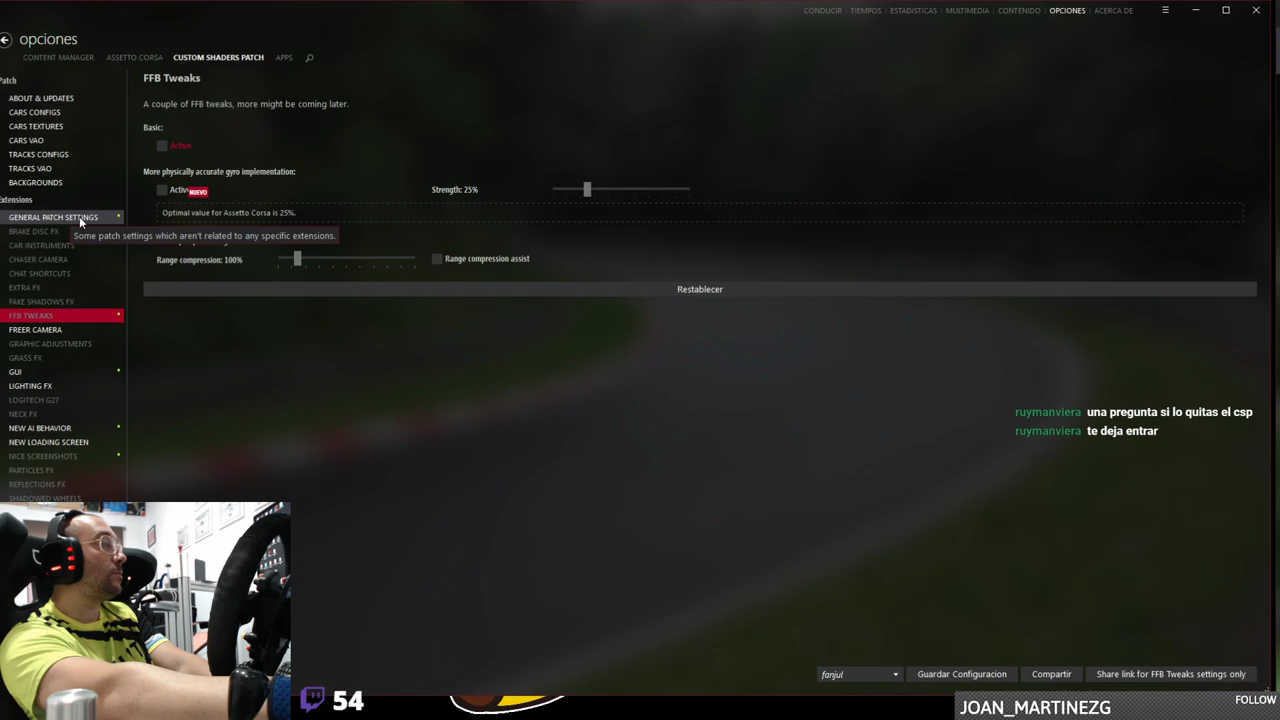 CONDUCIR | TIEMPOS | ESTADISTICAS | MULTIMEDIA | CONTENIDO | OPCIONES | ACERCA DE
opciones
CONTENT MANAGER ASSETTO CORSA CUSTOM SHADERS PATCH APPS
Patch
ABOUT & UPDATES
CARS CONFIGS
CARS TEXTURES
CARS VAO
TRACKS CONFIGS
TRACKS VAO
BACKGROUNDS
Extensions
GENERAL PATCH SETTINGS
BRAKE DISC FX
CAR INSTRUMENTS
CHASER CAMERA
CHAT SHORTCUTS
EXTRA FX
FAKE SHADOWS FX
FFB TWEAKS
FREER CAMERA
GRAPHIC ADJUSTMENTS
GRASS FX
GUI
LIGHTING FX
LOGITECH G27
NECK FX
NEW AI BEHAVIOR
NEW LOADING SCREEN
NICE SCREENSHOTS
PARTICLES FX
REFLECTIONS FX
SHADOWED WHEELS
Some patch settings which aren't related to any specific extensions.
FFB Tweaks
A couple of FFB tweaks, more might be coming later.
Basic:
Active
More physically accurate gyro implementation:
Active NUEVO Strength: 25%
Optimal value for Assetto Corsa is 25%.
Range compression: 100% Range compression assist
Restablecer
ruymanviera una pregunta si lo quitas el csp
ruymanviera te deja entrar
fanjul Guardar Configuracion Compartir Share link for FFB Tweaks settings only
54
FOLLOW
JOAN_MARTINEZG